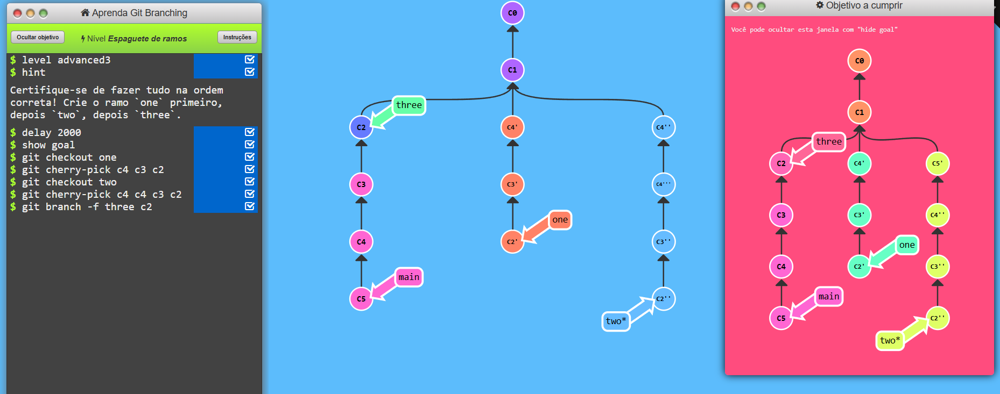 Aprenda Git Branching
Ocultar objetivo
Nível Espaguete de ramos
Instruções
$ level advanced3
$ hint
Certifique-se de fazer tudo na ordem
correta! Crie o ramo `one` primeiro,
depois `two`, depois `three`.
$ delay 2000
$ show goal
$ git checkout one
$ git cherry-pick c4 c3 c2
$ git checkout two
$ git cherry-pick c4 c4 c3 c2
$ git branch -f three c2
C0
C1
three
C2
C4'
C4''
C3
C3'
C4'''
one
C4
C2'
C3''
main
C5
C2''
two*
Objetivo a cumprir
Você pode ocultar esta janela com "hide goal"
C0
C1
three
C2
C4'
C5'
C3
C3'
C4''
one
C4
C2'
C3''
main
C5
C2''
two*